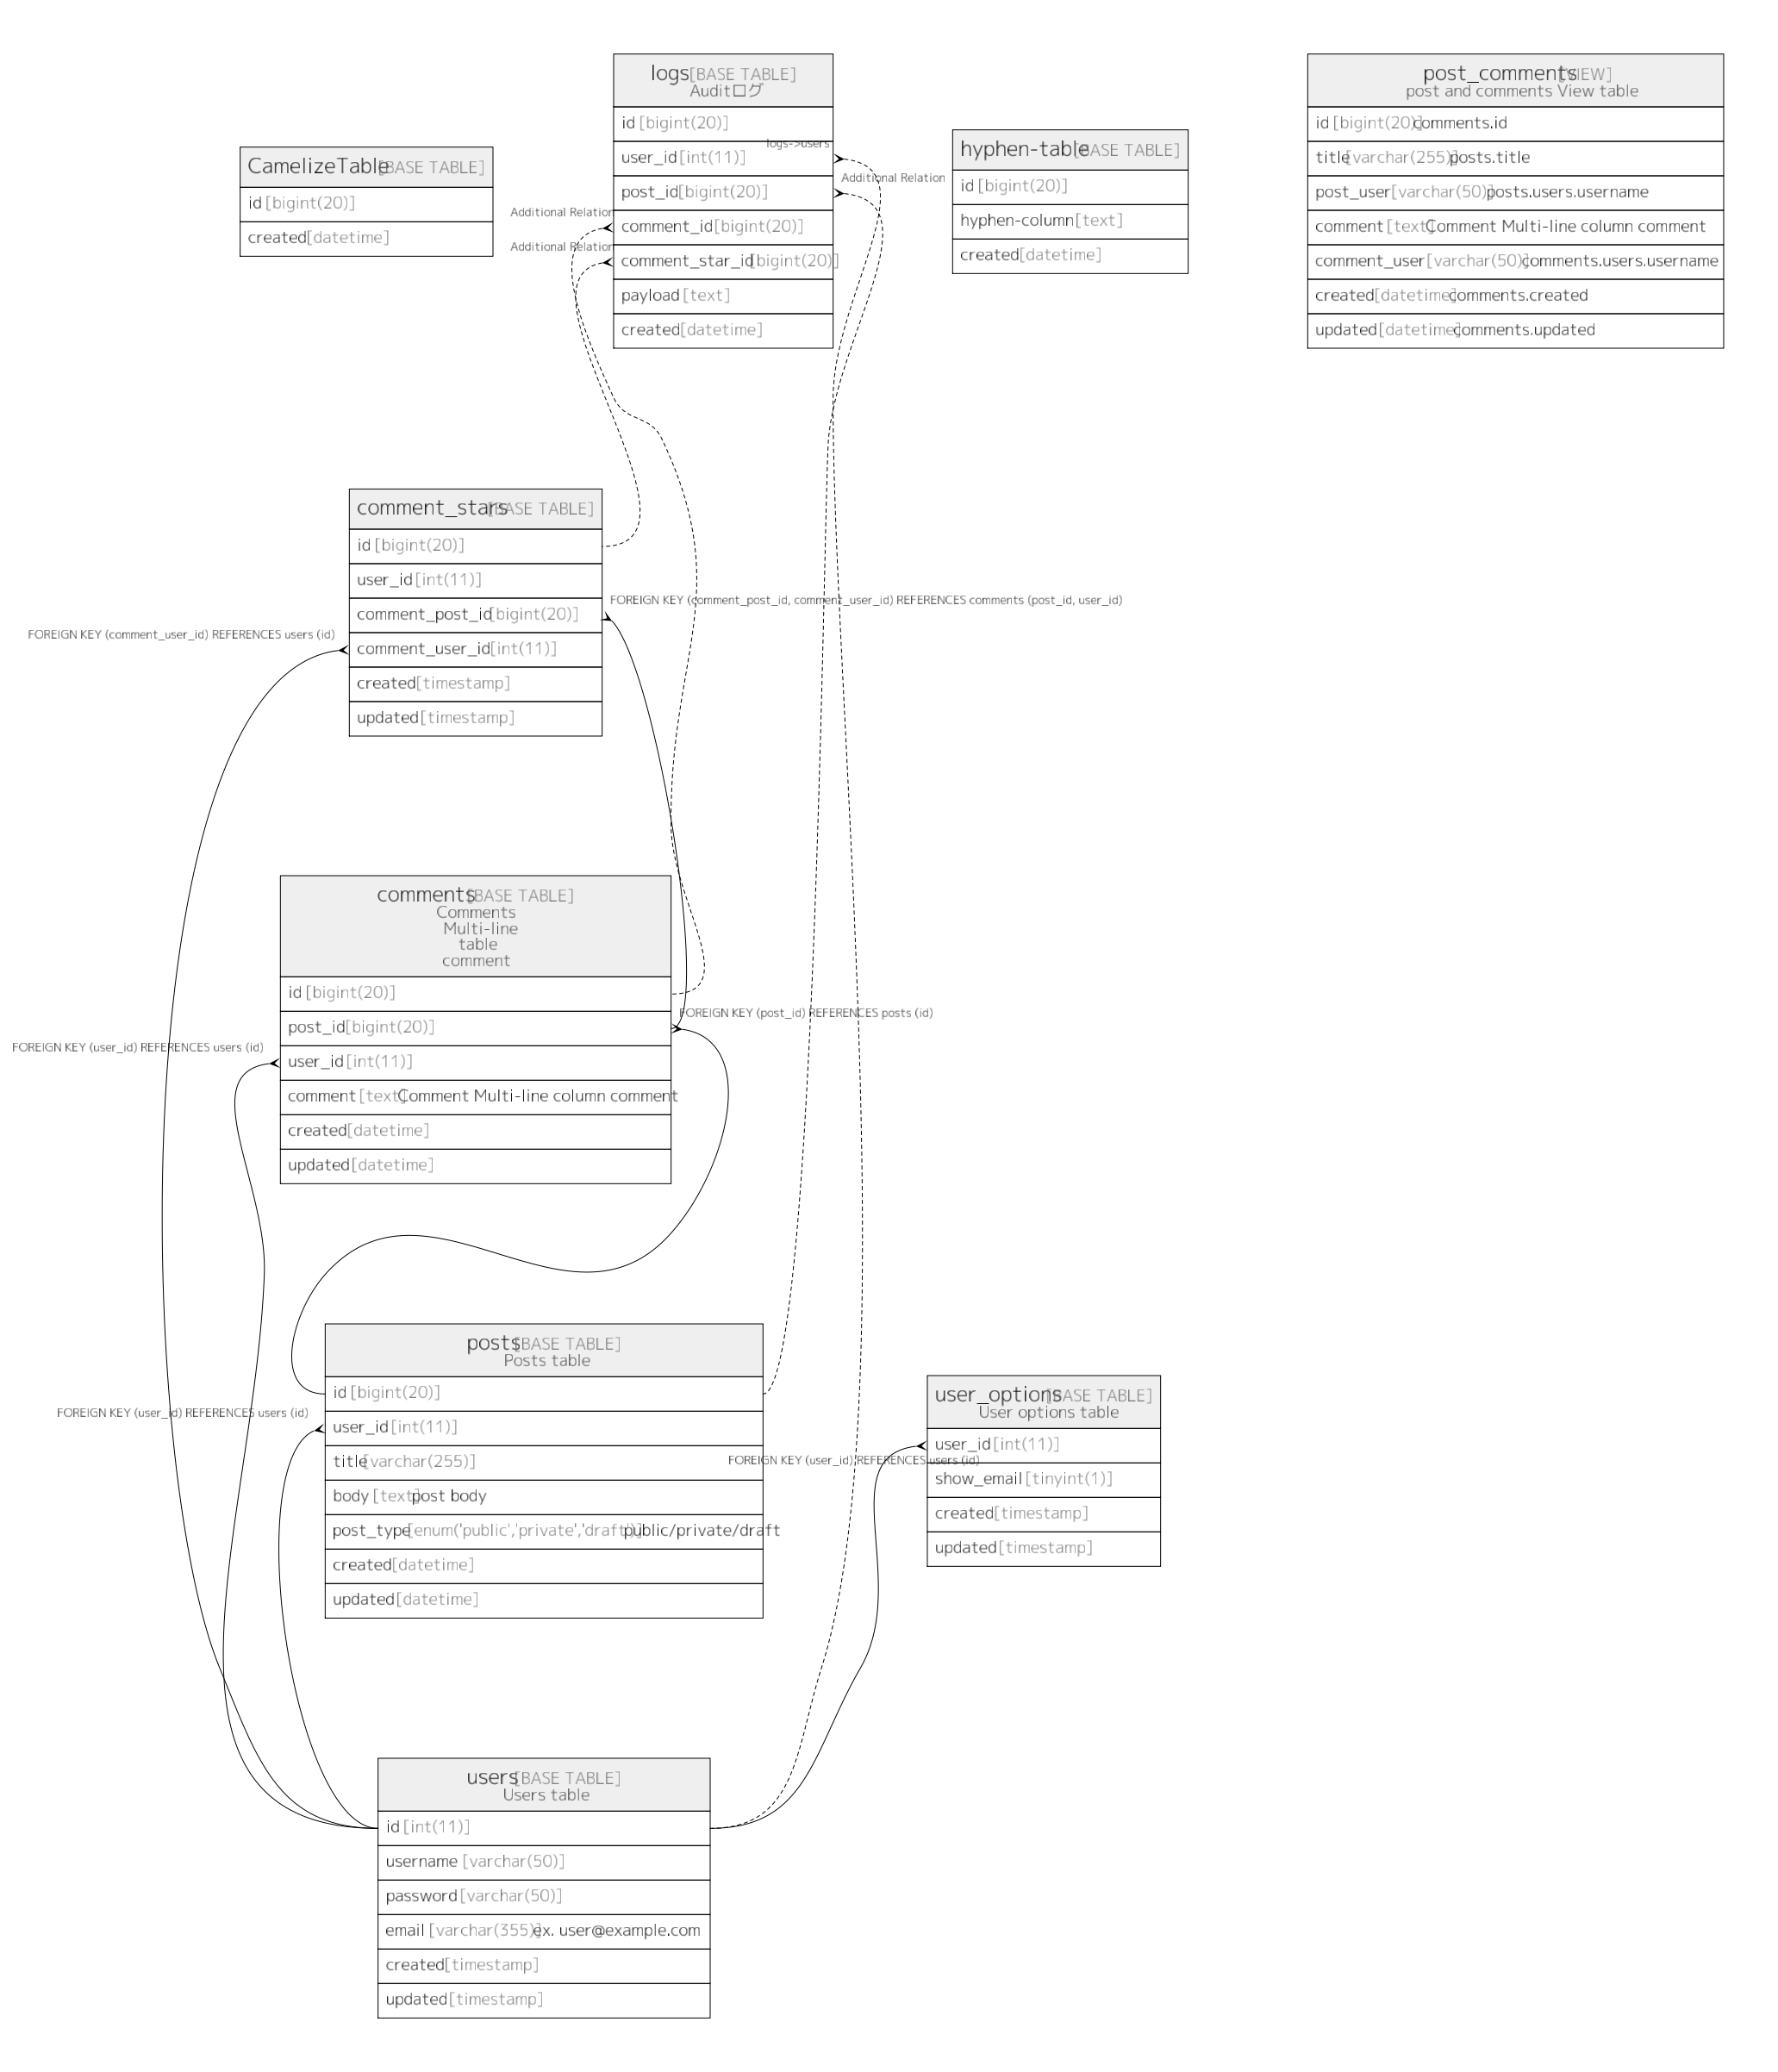 logs [BASE TABLE]
Auditログ
id [bigint(20)]
user_id [int(11)]
post_id [bigint(20)]
comment_id [bigint(20)]
comment_star_id [bigint(20)]
payload [text]
created [datetime]
logs->users
Additional Relation
Additional Relation
Additional Relation
post_comments [VIEW]
post and comments View table
id [bigint(20)] comments.id
title [varchar(255)] posts.title
post_user [varchar(50)] posts.users.username
comment [text] Comment Multi-line column comment
comment_user [varchar(50)] comments.users.username
created [datetime] comments.created
updated [datetime] comments.updated
CamelizeTable [BASE TABLE]
id [bigint(20)]
created [datetime]
hyphen-table [BASE TABLE]
id [bigint(20)]
hyphen-column [text]
created [datetime]
comment_stars [BASE TABLE]
id [bigint(20)]
user_id [int(11)]
comment_post_id [bigint(20)]
comment_user_id [int(11)]
created [timestamp]
updated [timestamp]
FOREIGN KEY (comment_post_id, comment_user_id) REFERENCES comments (post_id, user_id)
FOREIGN KEY (comment_user_id) REFERENCES users (id)
comments [BASE TABLE]
Comments
Multi-line
table
comment
id [bigint(20)]
post_id [bigint(20)]
user_id [int(11)]
comment [text] Comment Multi-line column comment
created [datetime]
updated [datetime]
FOREIGN KEY (post_id) REFERENCES posts (id)
FOREIGN KEY (user_id) REFERENCES users (id)
posts [BASE TABLE]
Posts table
id [bigint(20)]
user_id [int(11)]
title [varchar(255)]
body [text] post body
post_type [enum('public','private','draft')] public/private/draft
created [datetime]
updated [datetime]
FOREIGN KEY (user_id) REFERENCES users (id)
user_options [BASE TABLE]
User options table
user_id [int(11)]
show_email [tinyint(1)]
created [timestamp]
updated [timestamp]
FOREIGN KEY (user_id) REFERENCES users (id)
users [BASE TABLE]
Users table
id [int(11)]
username [varchar(50)]
password [varchar(50)]
email [varchar(355)] ex. user@example.com
created [timestamp]
updated [timestamp]